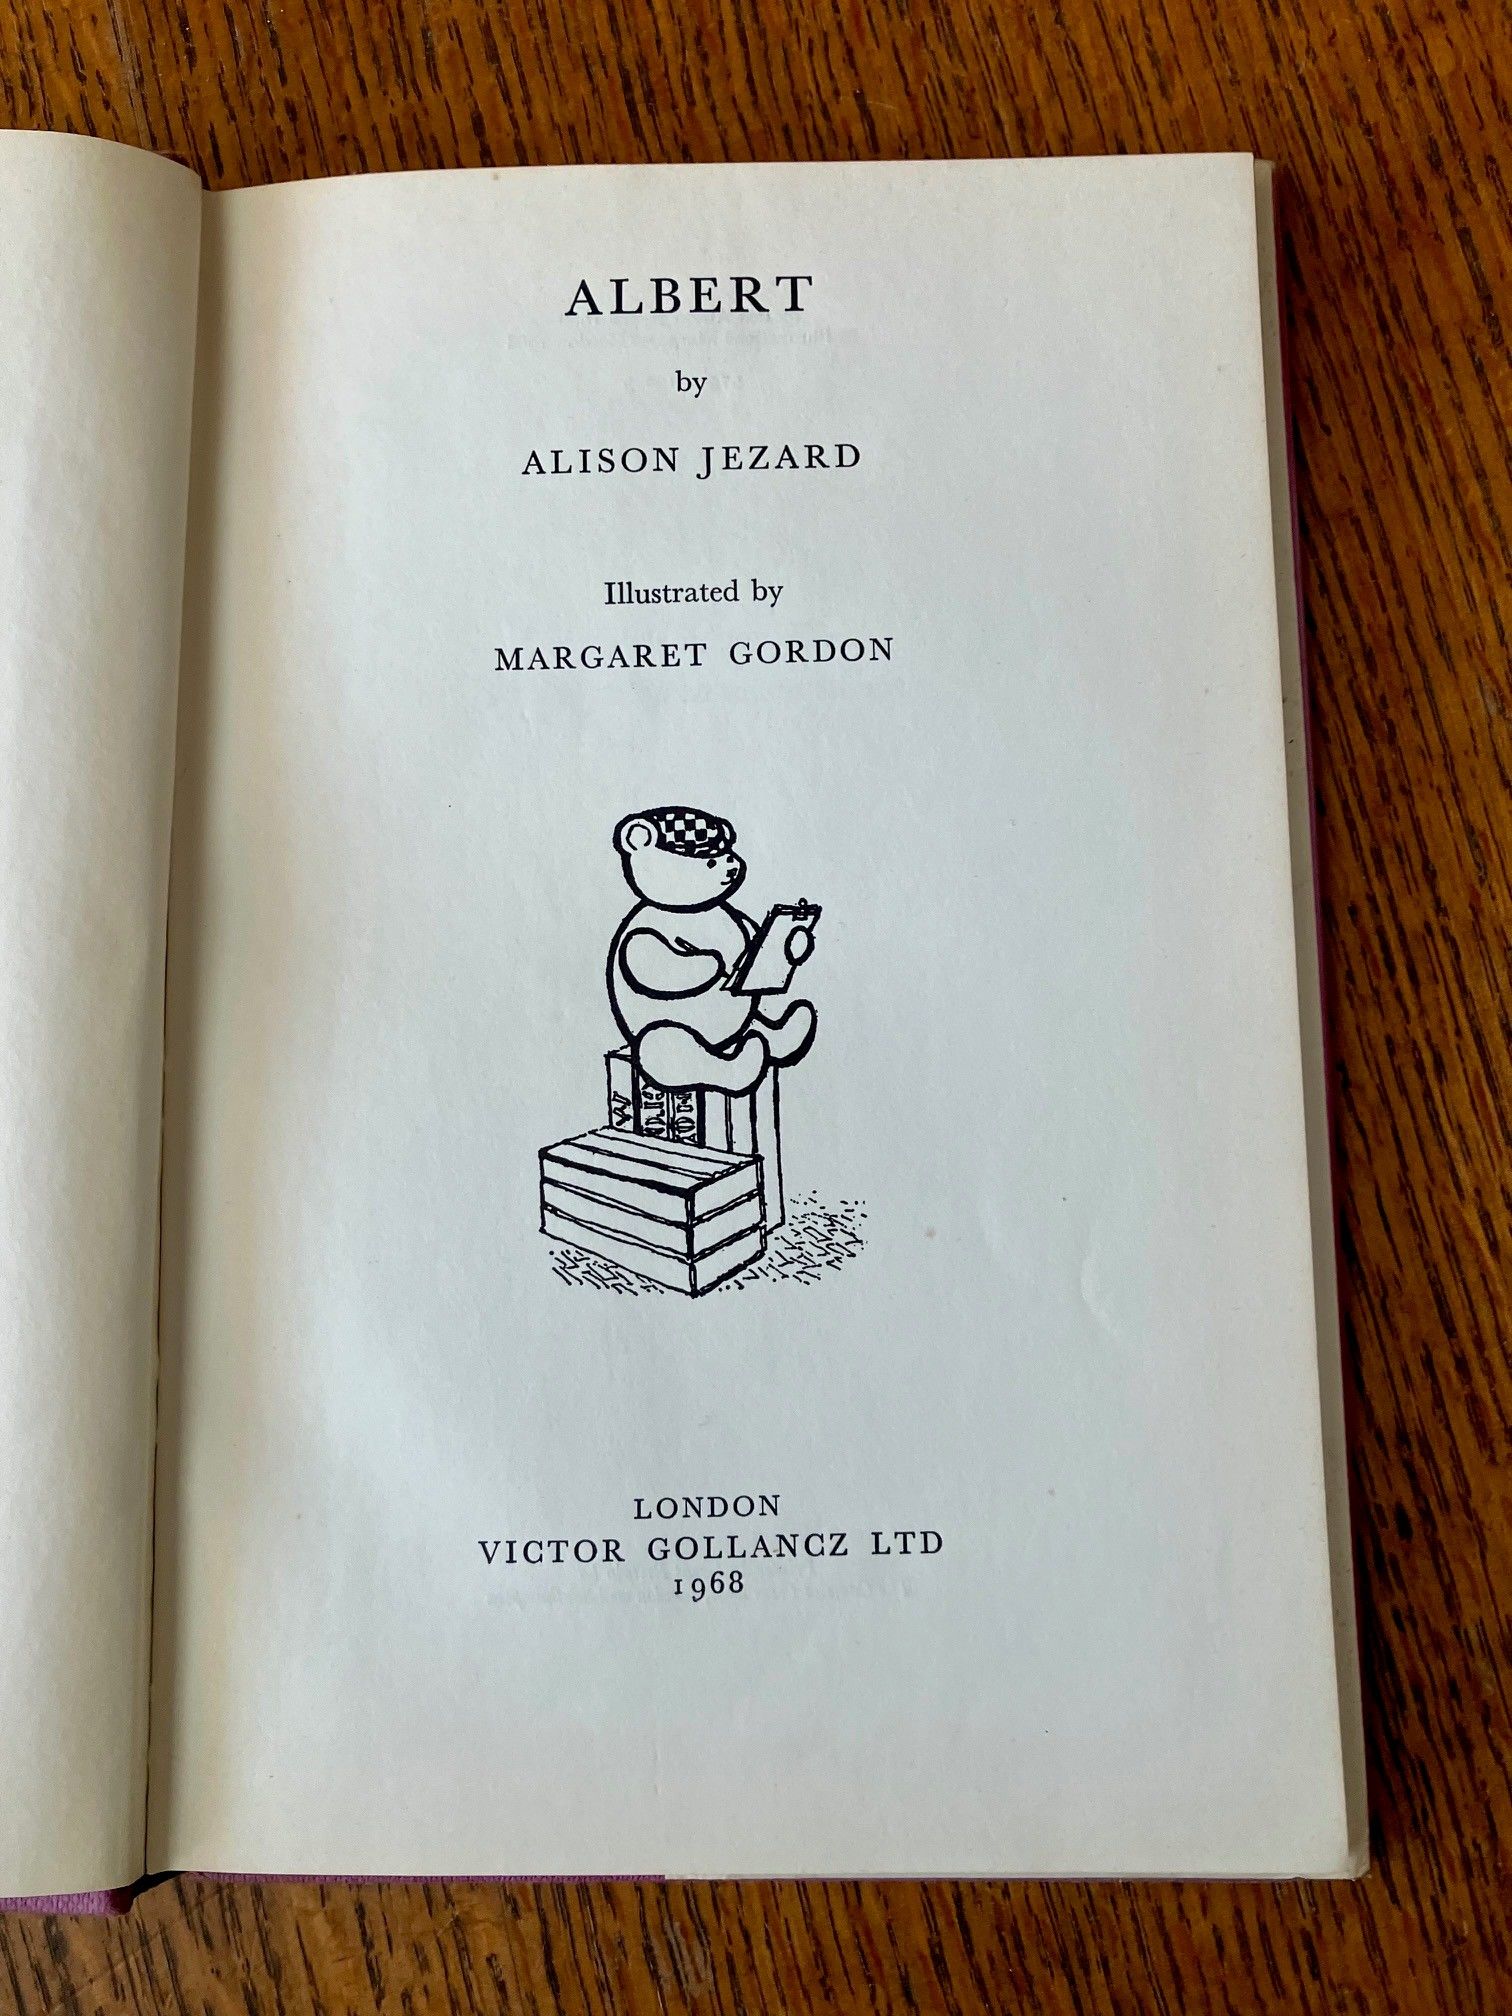 ALBERT
by
ALISON JEZARD
Illustrated by
MARGARET GORDON
W
LONDON
VICTOR GOLLANCZ LTD
1968